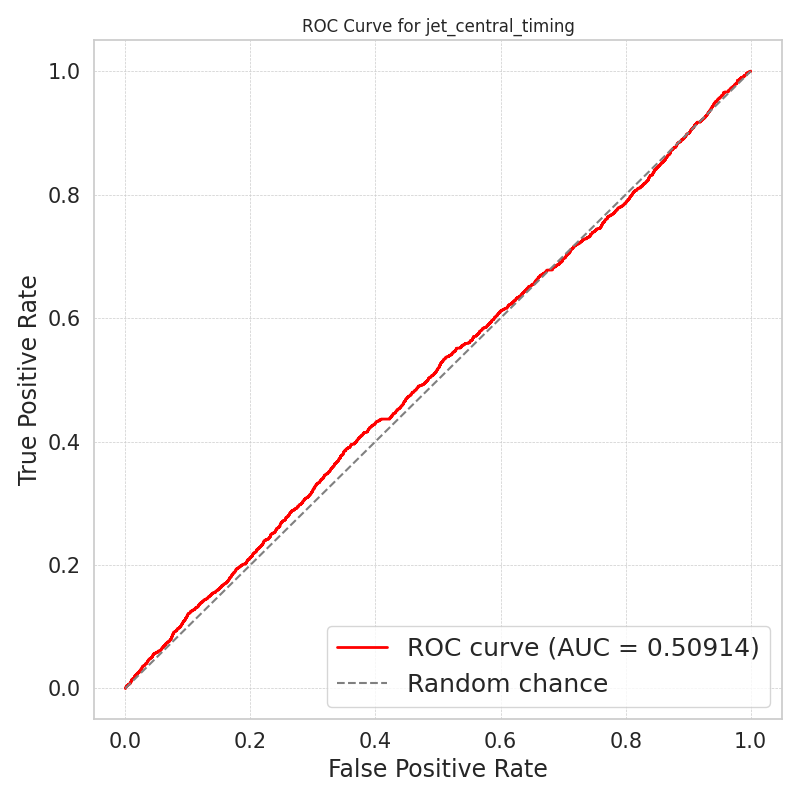 ROC Curve for jet_central_timing
True Positive Rate
1.0
0.8
0.6
0.4
0.2
0.0
ROC curve (AUC = 0.50914)
Random chance
0.0 0.2 0.4 0.6 0.8 1.0
False Positive Rate